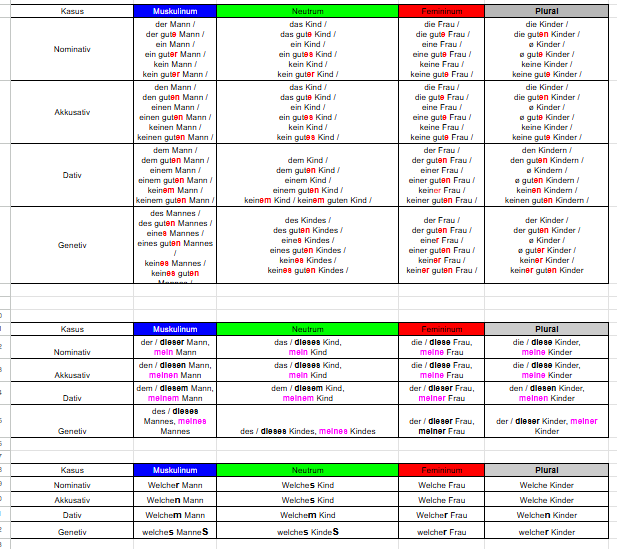 Kasus
Muskulinum
Neutrum
Femininum
Plural
Nominativ
der Mann /
der gute Mann /
ein Mann /
ein guter Mann /
kein Mann /
kein guter Mann /
das Kind /
das gute Kind /
ein Kind /
ein gutes Kind /
kein Kind /
kein guter Kind /
die Frau /
die gute Frau /
eine Frau /
eine gute Frau /
keine Frau /
keine gute Frau /
die Kinder /
die guten Kinder /
ø Kinder /
ø gute Kinder /
keine Kinder /
keine gute Kinder /
Akkusativ
den Mann /
den guten Mann /
einen Mann /
einen guten Mann /
keinen Mann /
keinen guten Mann /
das Kind /
das gute Kind /
ein Kind /
ein gutes Kind /
kein Kind /
kein gutes Kind /
die Frau /
die gute Frau /
eine Frau /
eine gute Frau /
keine Frau /
keine gute Frau /
die Kinder /
die guten Kinder /
ø Kinder /
ø gute Kinder /
keine Kinder /
keine gute Kinder /
Dativ
dem Mann /
dem guten Mann /
einem Mann /
einem guten Mann /
keinem Mann /
keinem guten Mann /
dem Kind /
dem guten Kind /
einem Kind /
einem guten Kind /
keinem Kind / keinem guten Kind /
der Frau /
der guten Frau /
einer Frau /
einer guten Frau /
keiner Frau /
keiner guten Frau /
den Kindern /
den guten Kindern /
ø Kindern /
ø guten Kindern /
keinen Kindern /
keinen guten Kindern /
Genetiv
des Mannes /
des guten Mannes /
eines Mannes /
eines guten Mannes
/
keines Mannes /
keines guten
Mannes /
des Kindes /
des guten Kindes /
eines Kindes /
eines guten Kindes /
keines Kindes /
keines guten Kindes /
der Frau /
der guten Frau /
einer Frau /
einer guten Frau /
keiner Frau /
keiner guten Frau /
der Kinder /
der guten Kinder /
ø Kinder /
ø guter Kinder /
keiner Kinder /
keiner guten Kinder
Kasus
Muskulinum
Neutrum
Femininum
Plural
Nominativ
der / dieser Mann,
mein Mann
das / dieses Kind,
mein Kind
die / diese Frau,
meine Frau
die / diese Kinder,
meine Kinder
Akkusativ
den / diesen Mann,
meinen Mann
das / dieses Kind,
mein Kind
die / diese Frau,
meine Frau
die / diese Kinder,
meine Kinder
Dativ
dem / diesem Mann,
meinem Mann
dem / diesem Kind,
meinem Kind
der / dieser Frau,
meiner Frau
den / diesen Kinder,
meinen Kinder
Genetiv
des / dieses
Mannes, meines
Mannes
des / dieses Kindes, meines Kindes
der / dieser Frau,
meiner Frau
der / dieser Kinder, meiner
Kinder
Kasus
Muskulinum
Neutrum
Femininum
Plural
Nominativ
Welcher Mann
Welches Kind
Welche Frau
Welche Kinder
Akkusativ
Welchen Mann
Welches Kind
Welche Frau
Welche Kinder
Dativ
Welchem Mann
Welchem Kind
Welcher Frau
Welchen Kinder
Genetiv
welches ManneS
welches KindeS
welcher Frau
welcher Kinder